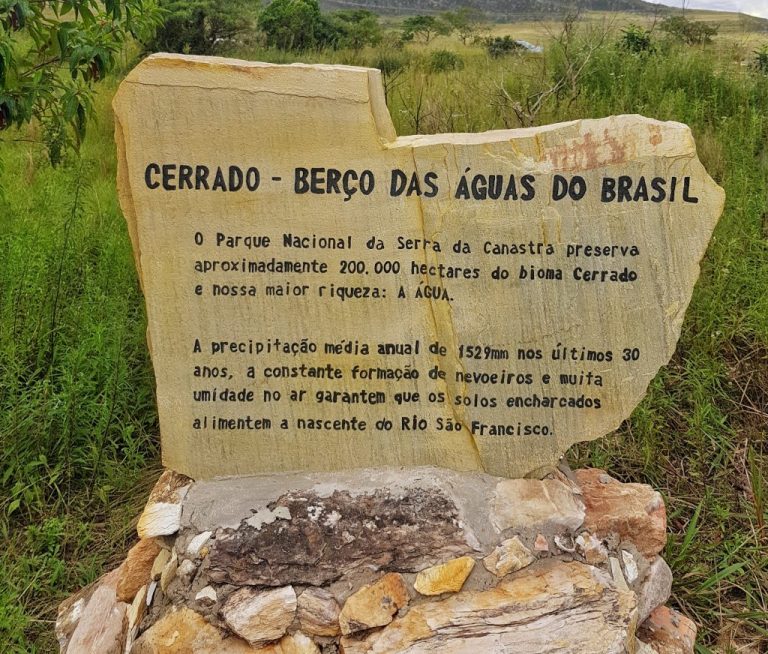 CERRADO - BERÇO DAS ÁGUAS DO BRASIL
O Parque Nacional da Serra da Canastra preserva
aproximadamente 200.000 hectares do bioma Cerrado
e nossa maior riqueza: A ÁGUA.
A precipitação média anual de 1529mm nos últimos 30
anos, a constante formação de nevoeiros e muita
umidade no ar garantem que os solos encharcados
alimentem a nascente do Rio São Francisco.